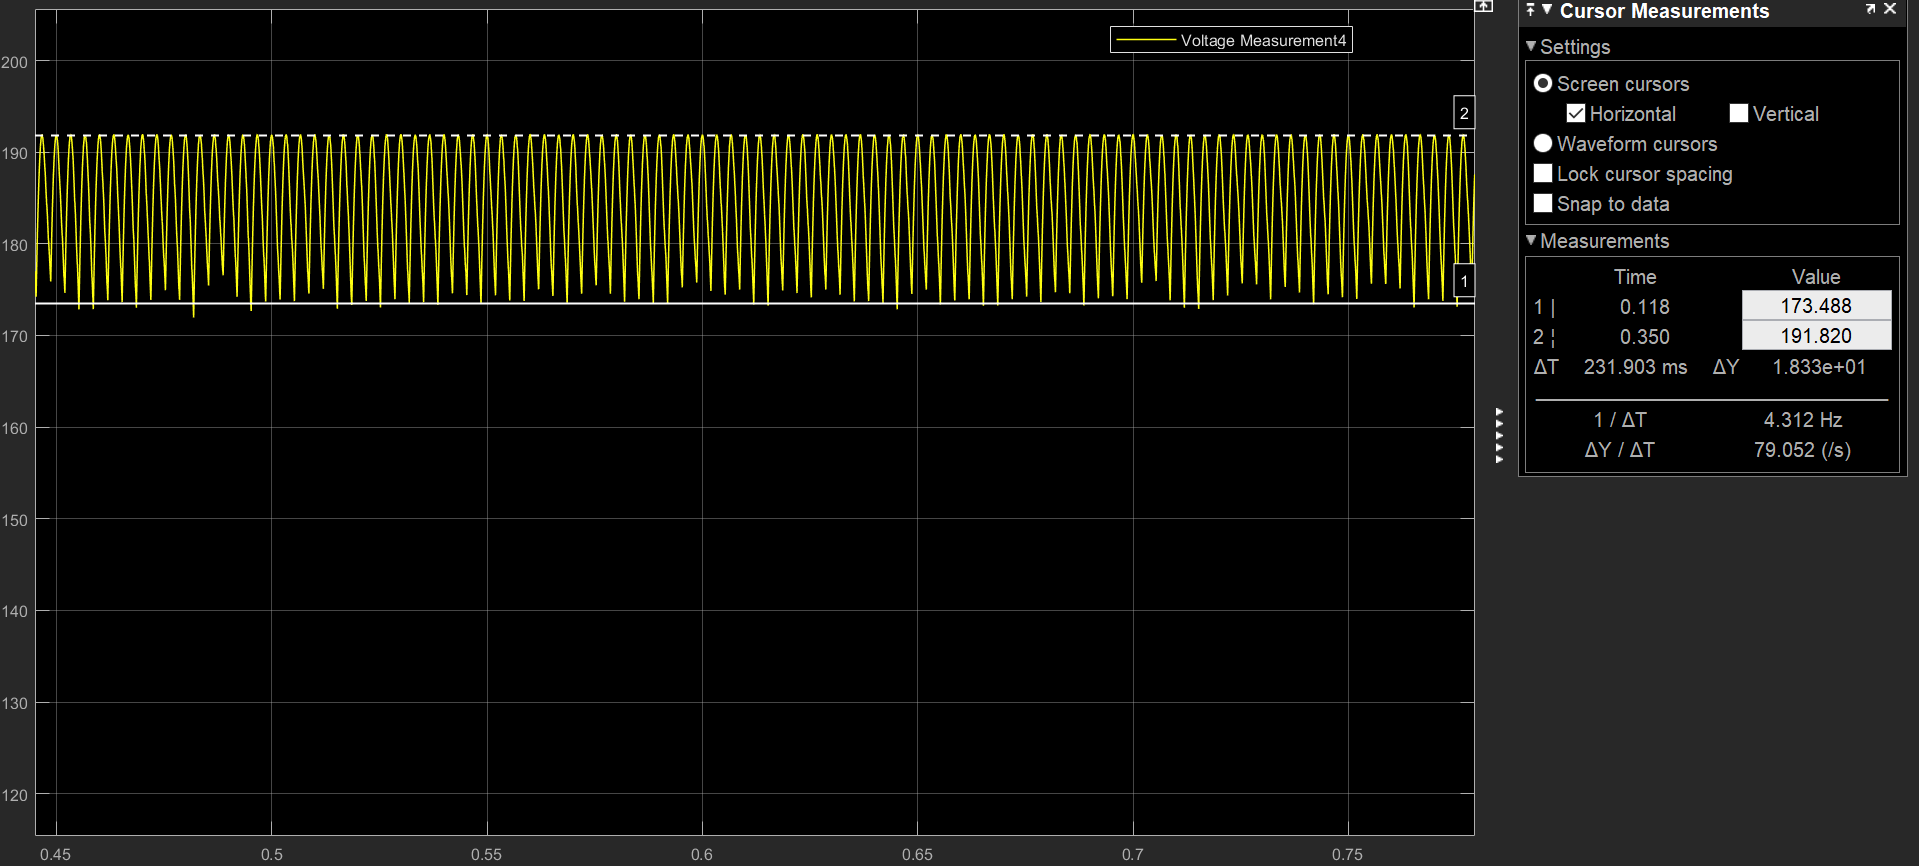 Voltage Measurement4
200
190
180
170
160
150
140
130
120
0.45 0.5 0.55 0.6 0.65 0.7 0.75
2
1
Cursor Measurements
Settings
Screen cursors
Horizontal Vertical
Waveform cursors
Lock cursor spacing
Snap to data
Measurements
Time Value
1 | 0.118 173.488
2 ¦ 0.350 191.820
ΔT 231.903 ms ΔY 1.833e+01
1 / ΔT 4.312 Hz
ΔY / ΔT 79.052 (/s)